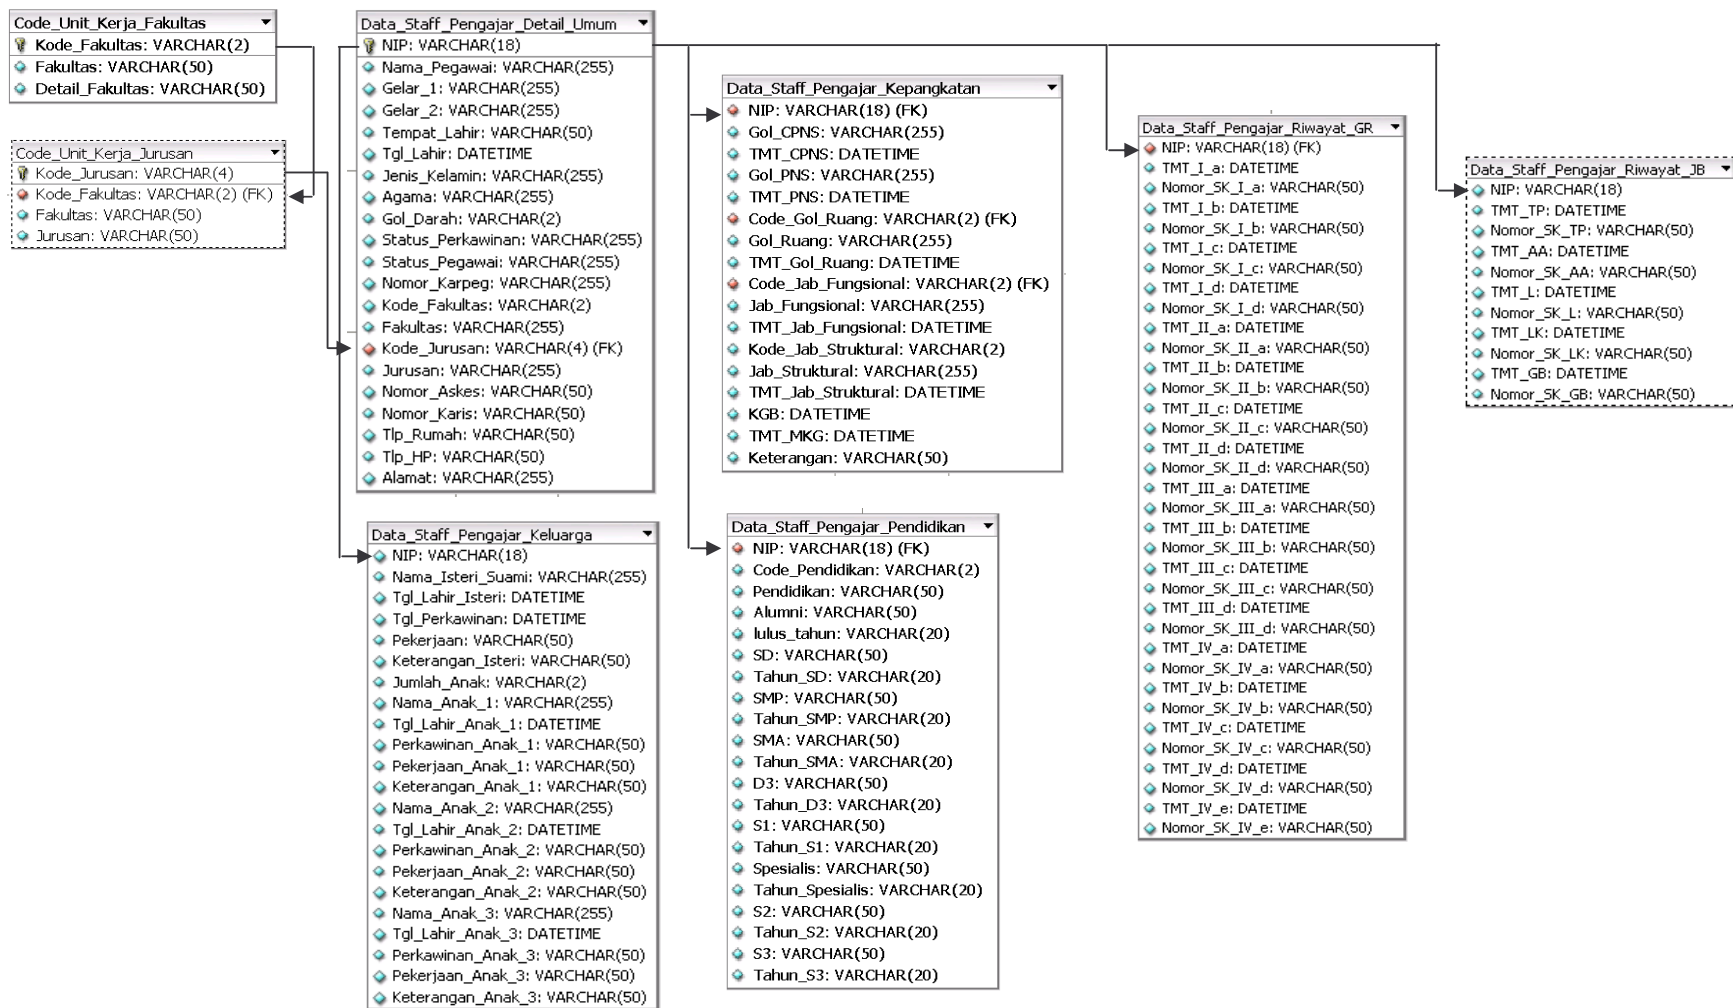 Code_Unit_Kerja_Fakultas
Kode_Fakultas: VARCHAR(2)
Fakultas: VARCHAR(50)
Detail_Fakultas: VARCHAR(50)
Code_Unit_Kerja_Jurusan
Kode_Jurusan: VARCHAR(4)
Kode_Fakultas: VARCHAR(2) (FK)
Fakultas: VARCHAR(50)
Jurusan: VARCHAR(50)
Data_Staff_Pengajar_Detail_Umum
NIP: VARCHAR(18)
Nama_Pegawai: VARCHAR(255)
Gelar_1: VARCHAR(255)
Gelar_2: VARCHAR(255)
Tempat_Lahir: VARCHAR(50)
Tgl_Lahir: DATETIME
Jenis_Kelamin: VARCHAR(255)
Agama: VARCHAR(255)
Gol_Darah: VARCHAR(2)
Status_Perkawinan: VARCHAR(255)
Status_Pegawai: VARCHAR(255)
Nomor_Karpeg: VARCHAR(255)
Kode_Fakultas: VARCHAR(2)
Fakultas: VARCHAR(255)
Kode_Jurusan: VARCHAR(4) (FK)
Jurusan: VARCHAR(255)
Nomor_Askes: VARCHAR(50)
Nomor_Karis: VARCHAR(50)
Tlp_Rumah: VARCHAR(50)
Tlp_HP: VARCHAR(50)
Alamat: VARCHAR(255)
Data_Staff_Pengajar_Keluarga
NIP: VARCHAR(18)
Nama_Isteri_Suami: VARCHAR(255)
Tgl_Lahir_Isteri: DATETIME
Tgl_Perkawinan: DATETIME
Pekerjaan: VARCHAR(50)
Keterangan_Isteri: VARCHAR(50)
Jumlah_Anak: VARCHAR(2)
Nama_Anak_1: VARCHAR(255)
Tgl_Lahir_Anak_1: DATETIME
Perkawinan_Anak_1: VARCHAR(50)
Pekerjaan_Anak_1: VARCHAR(50)
Keterangan_Anak_1: VARCHAR(50)
Nama_Anak_2: VARCHAR(255)
Tgl_Lahir_Anak_2: DATETIME
Perkawinan_Anak_2: VARCHAR(50)
Pekerjaan_Anak_2: VARCHAR(50)
Keterangan_Anak_2: VARCHAR(50)
Nama_Anak_3: VARCHAR(255)
Tgl_Lahir_Anak_3: DATETIME
Perkawinan_Anak_3: VARCHAR(50)
Pekerjaan_Anak_3: VARCHAR(50)
Keterangan_Anak_3: VARCHAR(50)
Data_Staff_Pengajar_Kepangkatan
NIP: VARCHAR(18) (FK)
Gol_CPNS: VARCHAR(255)
TMT_CPNS: DATETIME
Gol_PNS: VARCHAR(255)
TMT_PNS: DATETIME
Code_Gol_Ruang: VARCHAR(2) (FK)
Gol_Ruang: VARCHAR(255)
TMT_Gol_Ruang: DATETIME
Code_Jab_Fungsional: VARCHAR(2) (FK)
Jab_Fungsional: VARCHAR(255)
TMT_Jab_Fungsional: DATETIME
Kode_Jab_Struktural: VARCHAR(2)
Jab_Struktural: VARCHAR(255)
TMT_Jab_Struktural: DATETIME
KGB: DATETIME
TMT_MKG: DATETIME
Keterangan: VARCHAR(50)
Data_Staff_Pengajar_Pendidikan
NIP: VARCHAR(18) (FK)
Code_Pendidikan: VARCHAR(2)
Pendidikan: VARCHAR(50)
Alumni: VARCHAR(50)
lulus_tahun: VARCHAR(20)
SD: VARCHAR(50)
Tahun_SD: VARCHAR(20)
SMP: VARCHAR(50)
Tahun_SMP: VARCHAR(20)
SMA: VARCHAR(50)
Tahun_SMA: VARCHAR(20)
D3: VARCHAR(50)
Tahun_D3: VARCHAR(20)
S1: VARCHAR(50)
Tahun_S1: VARCHAR(20)
Spesialis: VARCHAR(50)
Tahun_Spesialis: VARCHAR(20)
S2: VARCHAR(50)
Tahun_S2: VARCHAR(20)
S3: VARCHAR(50)
Tahun_S3: VARCHAR(20)
Data_Staff_Pengajar_Riwayat_GR
NIP: VARCHAR(18) (FK)
TMT_I_a: DATETIME
Nomor_SK_I_a: VARCHAR(50)
TMT_I_b: DATETIME
Nomor_SK_I_b: VARCHAR(50)
TMT_I_c: DATETIME
Nomor_SK_I_c: VARCHAR(50)
TMT_I_d: DATETIME
Nomor_SK_I_d: VARCHAR(50)
TMT_II_a: DATETIME
Nomor_SK_II_a: VARCHAR(50)
TMT_II_b: DATETIME
Nomor_SK_II_b: VARCHAR(50)
TMT_II_c: DATETIME
Nomor_SK_II_c: VARCHAR(50)
TMT_II_d: DATETIME
Nomor_SK_II_d: VARCHAR(50)
TMT_III_a: DATETIME
Nomor_SK_III_a: VARCHAR(50)
TMT_III_b: DATETIME
Nomor_SK_III_b: VARCHAR(50)
TMT_III_c: DATETIME
Nomor_SK_III_c: VARCHAR(50)
TMT_III_d: DATETIME
Nomor_SK_III_d: VARCHAR(50)
TMT_IV_a: DATETIME
Nomor_SK_IV_a: VARCHAR(50)
TMT_IV_b: DATETIME
Nomor_SK_IV_b: VARCHAR(50)
TMT_IV_c: DATETIME
Nomor_SK_IV_c: VARCHAR(50)
TMT_IV_d: DATETIME
Nomor_SK_IV_d: VARCHAR(50)
TMT_IV_e: DATETIME
Nomor_SK_IV_e: VARCHAR(50)
Data_Staff_Pengajar_Riwayat_JB
NIP: VARCHAR(18)
TMT_TP: DATETIME
Nomor_SK_TP: VARCHAR(50)
TMT_AA: DATETIME
Nomor_SK_AA: VARCHAR(50)
TMT_L: DATETIME
Nomor_SK_L: VARCHAR(50)
TMT_LK: DATETIME
Nomor_SK_LK: VARCHAR(50)
TMT_GB: DATETIME
Nomor_SK_GB: VARCHAR(50)